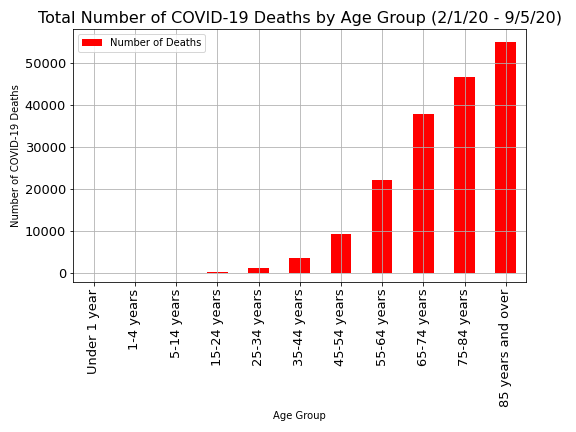 Total Number of COVID-19 Deaths by Age Group (2/1/20 - 9/5/20)
Number of Deaths
Number of COVID-19 Deaths
50000
40000
30000
20000
10000
0
Under 1 year
1-4 years
5-14 years
15-24 years
25-34 years
35-44 years
45-54 years
55-64 years
65-74 years
75-84 years
85 years and over
Age Group